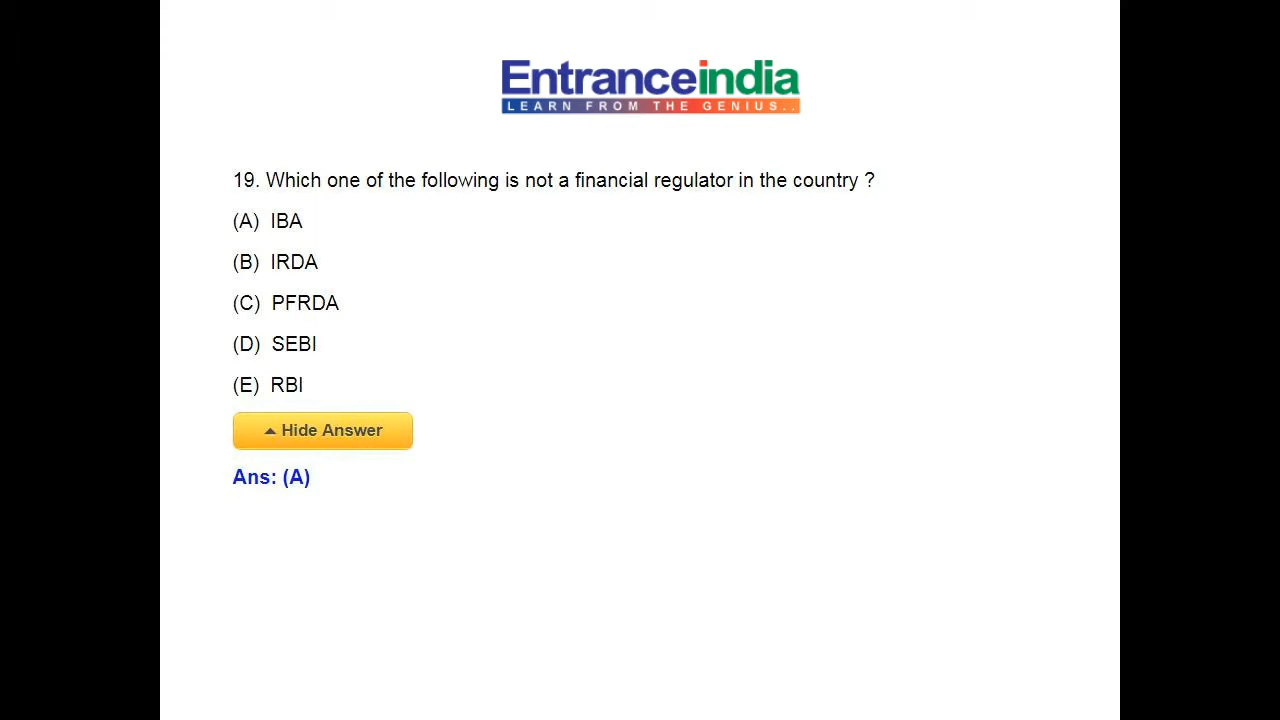 Entranceindia
LEARN FROM THE GENIUS..
19. Which one of the following is not a financial regulator in the country ?
(A) IBA
(B) IRDA
(C) PFRDA
(D) SEBI
(E) RBI
Hide Answer
Ans: (A)